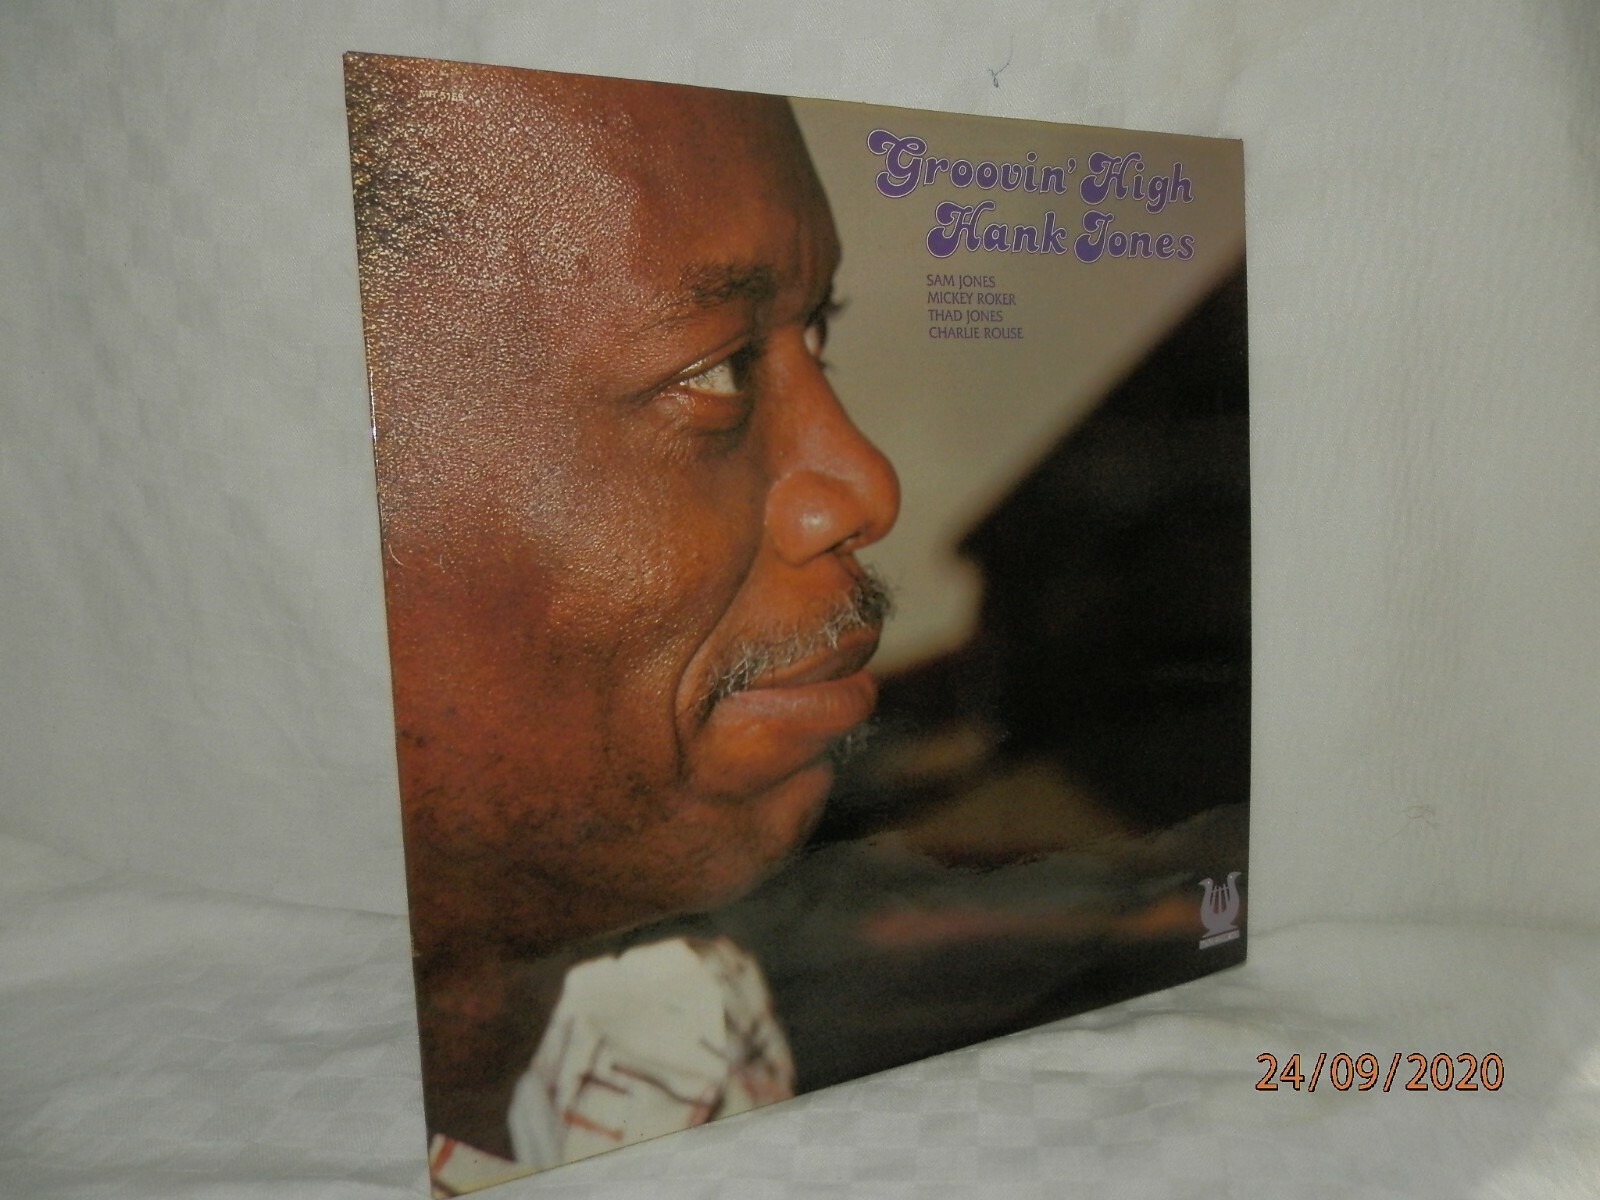 Groovin' High
Hank Jones
SAM JONES
MICKEY ROKER
THAD JONES
CHARLIE ROUSE
24/09/2020